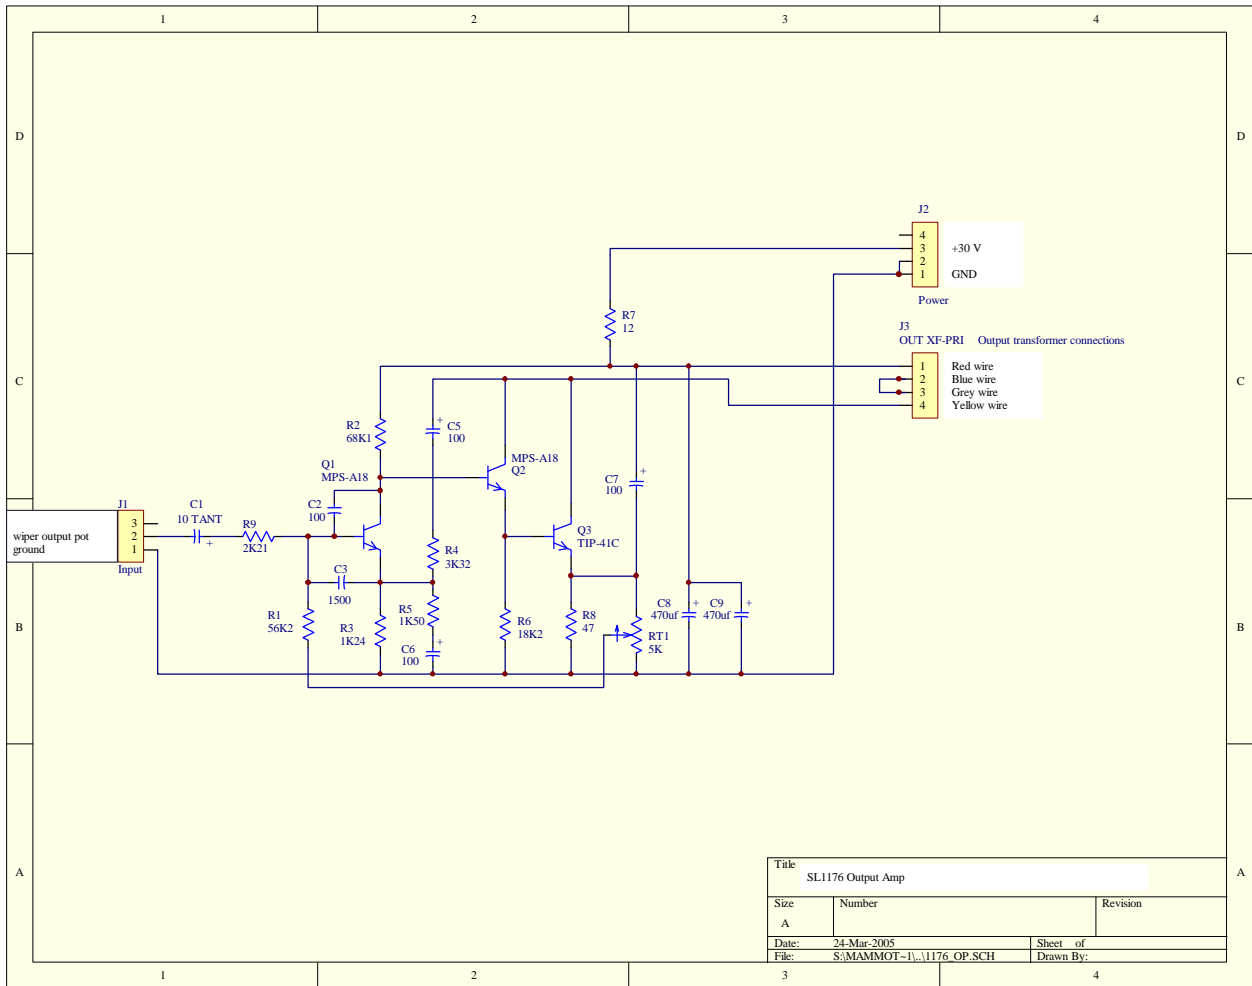 1 2 3 4
D D
J2
4
3 +30 V
2
1 GND
Power
R7
12
J3
OUT XF-PRI Output transformer connections
1 Red wire
2 Blue wire
3 Grey wire
4 Yellow wire
C C
R2
68K1
+
C5
100
Q1
MPS-A18
MPS-A18
Q2
C7
100
+
J1
C1
10 TANT
+
R9
2K21
C2
100
3
wiper output pot 2
ground 1
Input
Q3
TIP-41C
R4
3K32
C3
1500
R1
56K2
R3
1K24
R5
1K50
+
C6
100
R6
18K2
R8
47
RT1
5K
C8
470uf
+
C9
470uf
+
B B
A A
Title
SL1176 Output Amp
Size Number Revision
A
Date: 24-Mar-2005 Sheet of
File: S:\MAMMOT~1\..\1176_OP.SCH Drawn By:
1 2 3 4